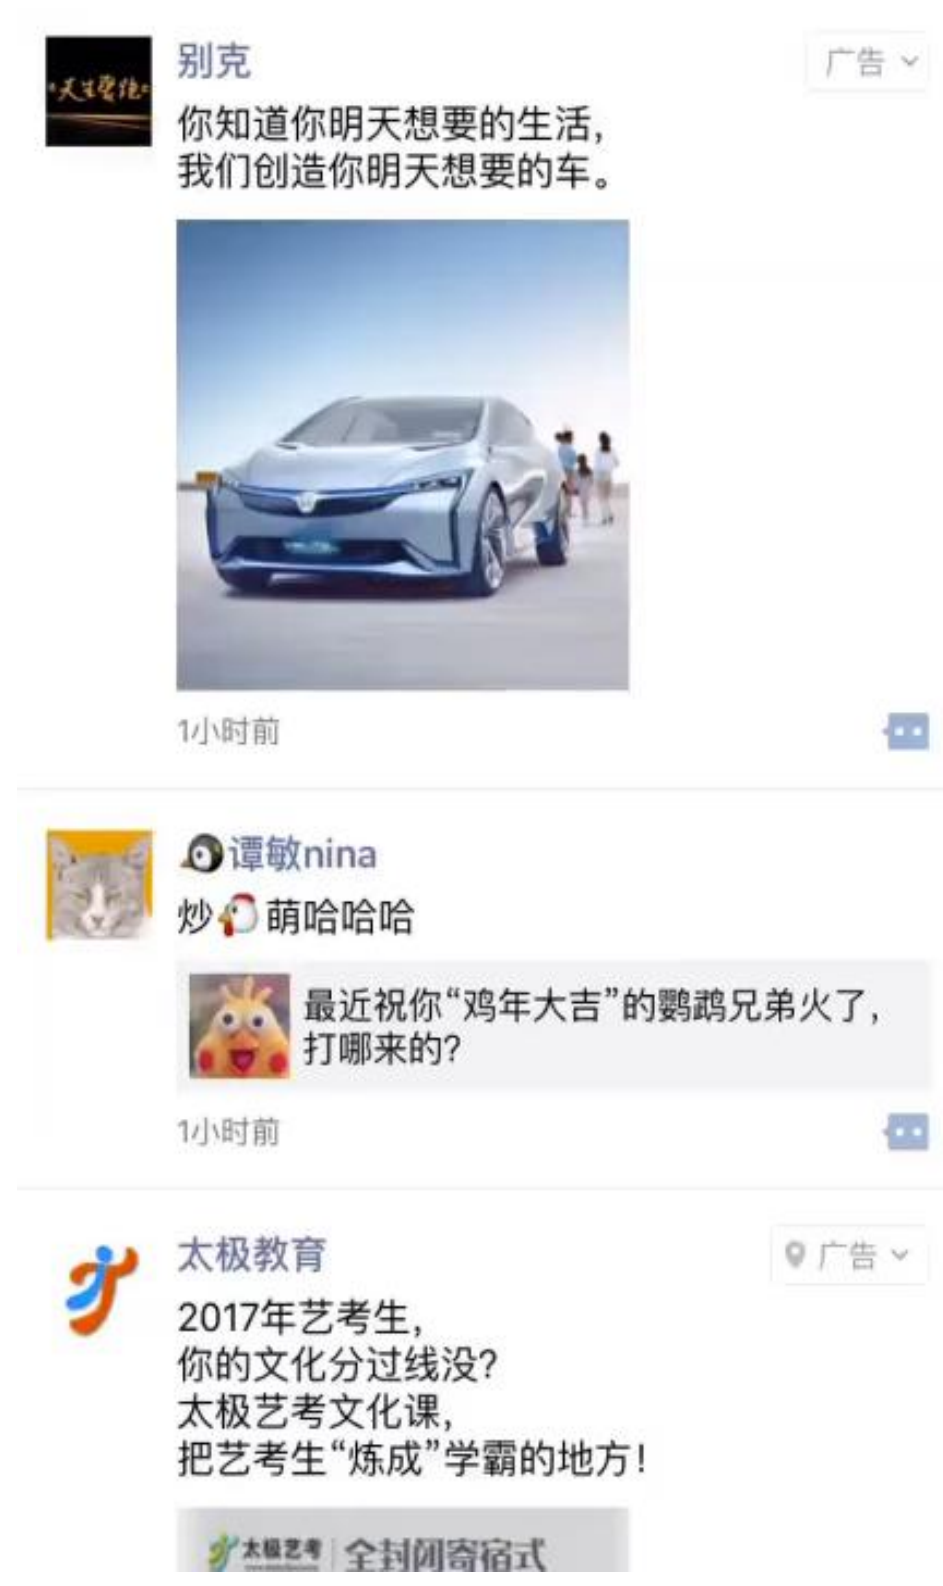 别克
广告
你知道你明天想要的生活,
我们创造你明天想要的车。
1小时前
谭敏nina
炒🐔萌哈哈哈
最近祝你“鸡年大吉”的鹦鹉兄弟火了,
打哪来的?
1小时前
太极教育
广告
2017年艺考生,
你的文化分过线没?
太极艺考文化课,
把艺考生“炼成”学霸的地方!
太极艺考 全封闭寄宿式